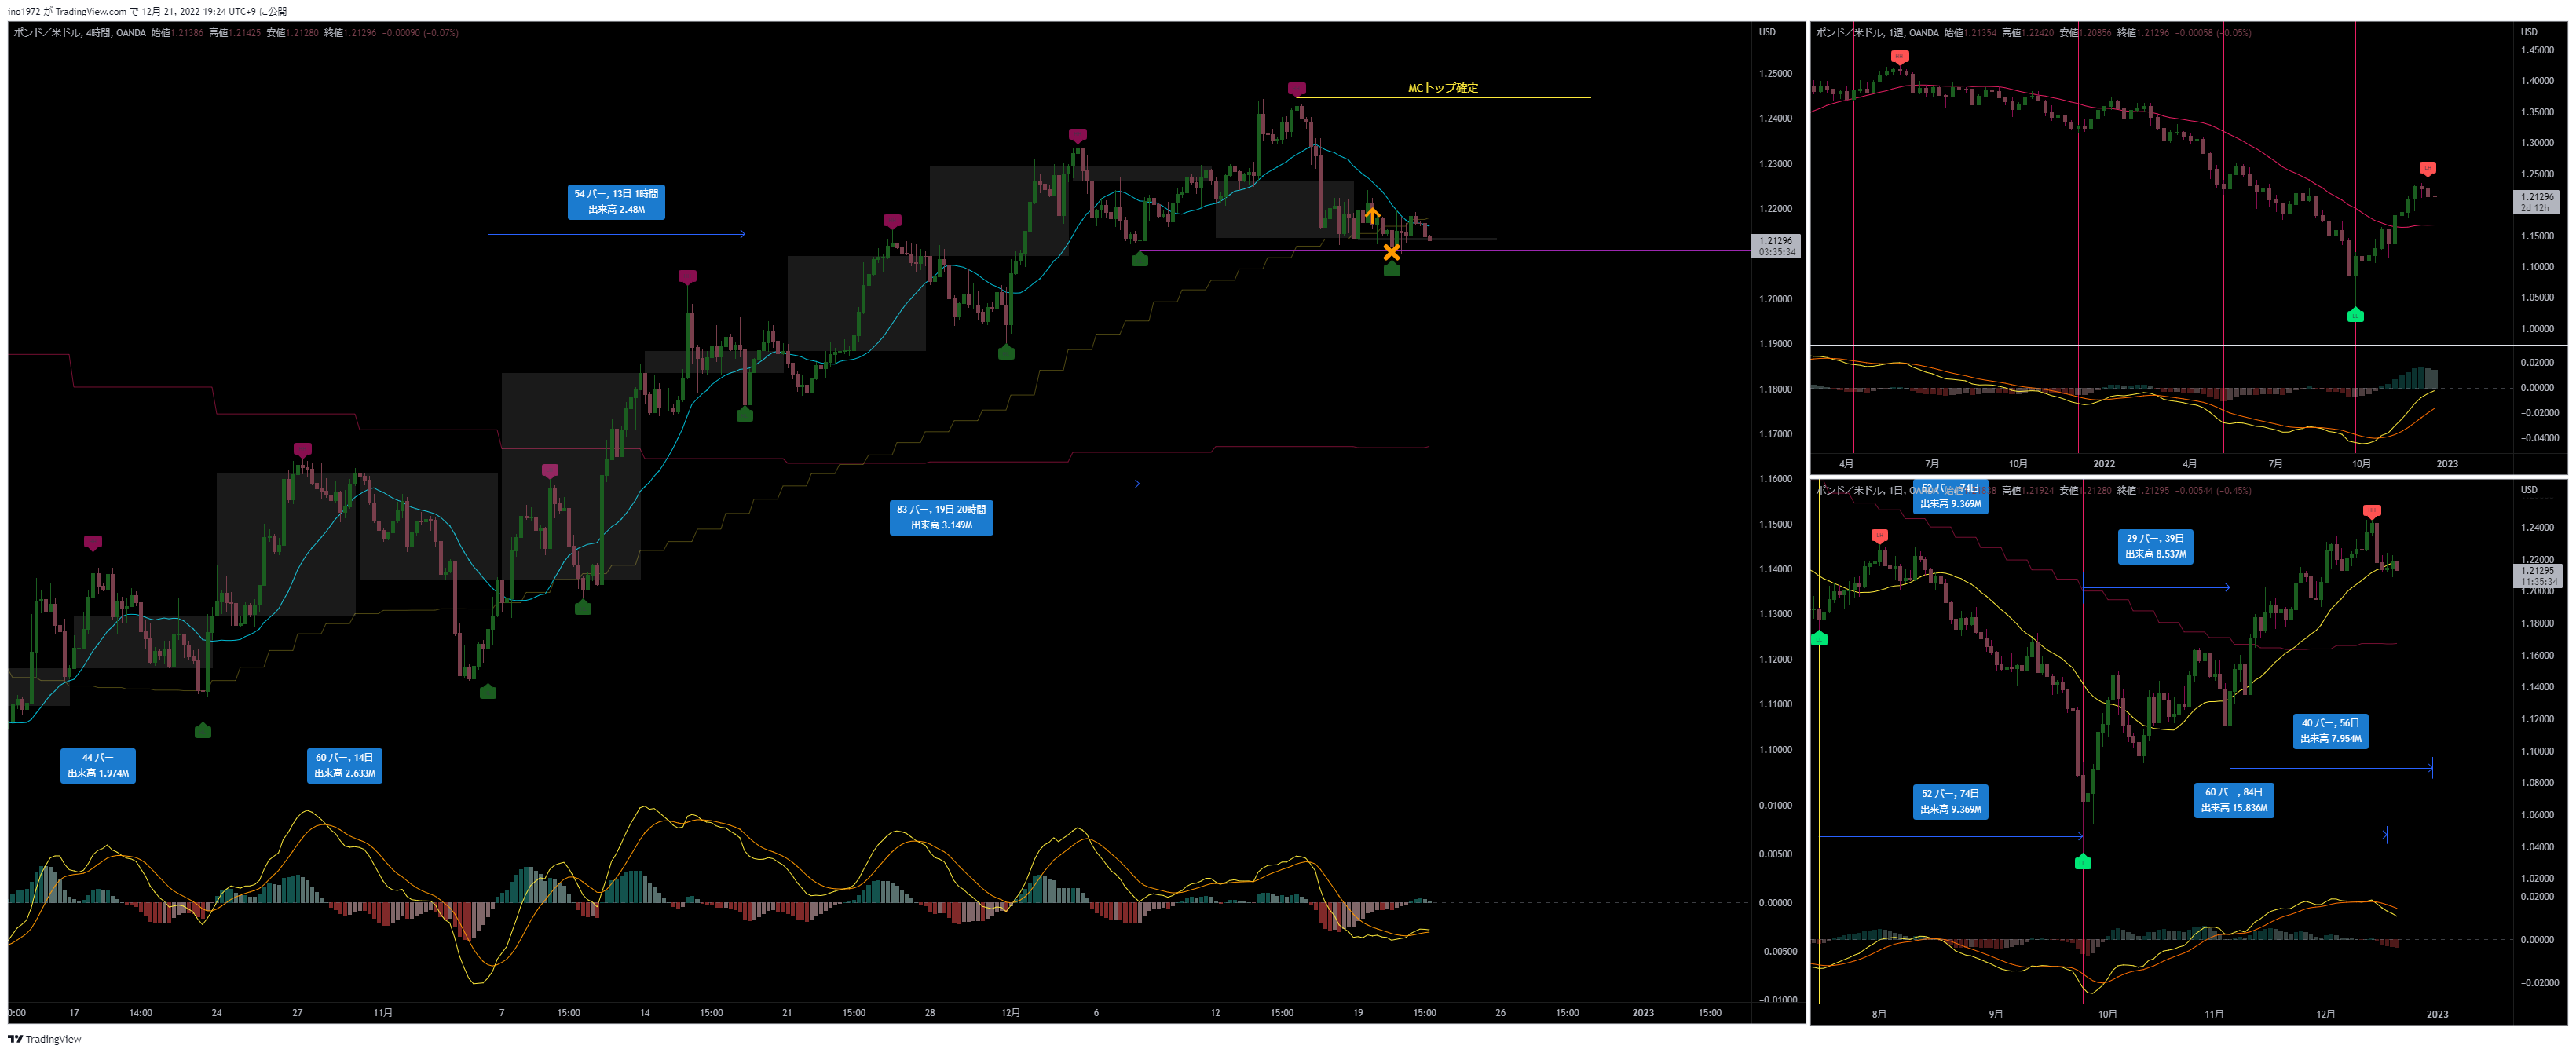 ino1972 が TradingView.com で 12月 21, 2022 19:24 UTC+9 に公開
ポンド／米ドル, 4時間, OANDA 始値1.21386 高値1.21425 安値1.21280 終値1.21296 −0.00090 (−0.07%)
USD
1.25000
1.24000
1.23000
1.22000
1.21296
03:35:34
1.20000
1.19000
1.18000
1.17000
1.16000
1.15000
1.14000
1.13000
1.12000
1.11000
1.10000
MCトップ確定
54 バー, 13日 1時間
出来高 2.48M
83 バー, 19日 20時間
出来高 3.149M
44 バー
出来高 1.974M
60 バー, 14日
出来高 2.633M
0.01000
0.00500
0.00000
−0.00500
−0.01000
0:00
17
14:00
24
27
11月
7
15:00
14
15:00
21
15:00
28
12月
6
12
15:00
19
15:00
26
15:00
2023
15:00
ポンド／米ドル, 1週, OANDA 始値1.21354 高値1.22420 安値1.20856 終値1.21296 −0.00058 (−0.05%)
USD
1.45000
1.40000
1.35000
1.30000
1.25000
1.21296
2d 12h
1.15000
1.10000
1.05000
1.00000
LH
LL
0.02000
0.00000
−0.02000
−0.04000
4月
7月
10月
2022
4月
7月
10月
2023
ポンド／米ドル, 1日, OANDA 始値 高値1.21924 安値1.21280 終値1.21295 −0.00544 (−0.45%)
USD
52 バー, 74日
出来高 9.369M
29 バー, 39日
出来高 8.537M
LH
LL
1.24000
1.22000
1.21295
11:35:34
1.20000
1.18000
1.16000
1.14000
1.12000
1.10000
1.08000
1.06000
1.04000
1.02000
40 バー, 56日
出来高 7.954M
52 バー, 74日
出来高 9.369M
60 バー, 84日
出来高 15.836M
LL
0.02000
0.00000
−0.02000
8月
9月
10月
11月
12月
2023
TradingView